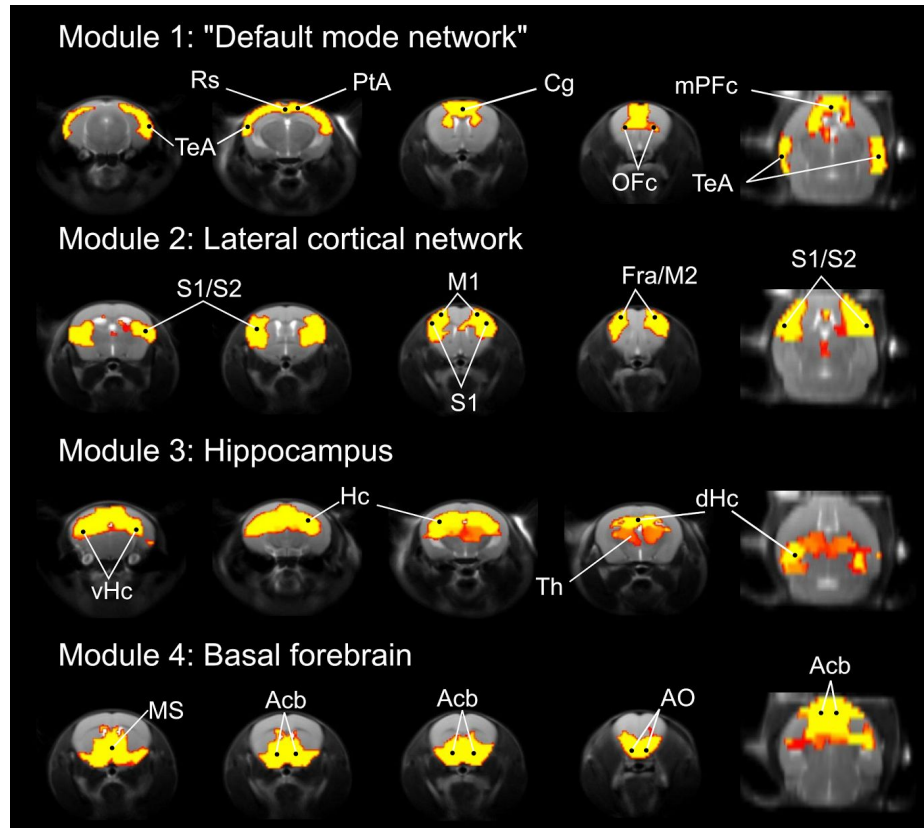 Module 1: "Default mode network"
Rs
PtA
Cg
mPFc
TeA
OFc
TeA
Module 2: Lateral cortical network
S1/S2
M1
Fra/M2
S1/S2
S1
Module 3: Hippocampus
Hc
dHc
vHc
Th
Module 4: Basal forebrain
MS
Acb
Acb
AO
Acb